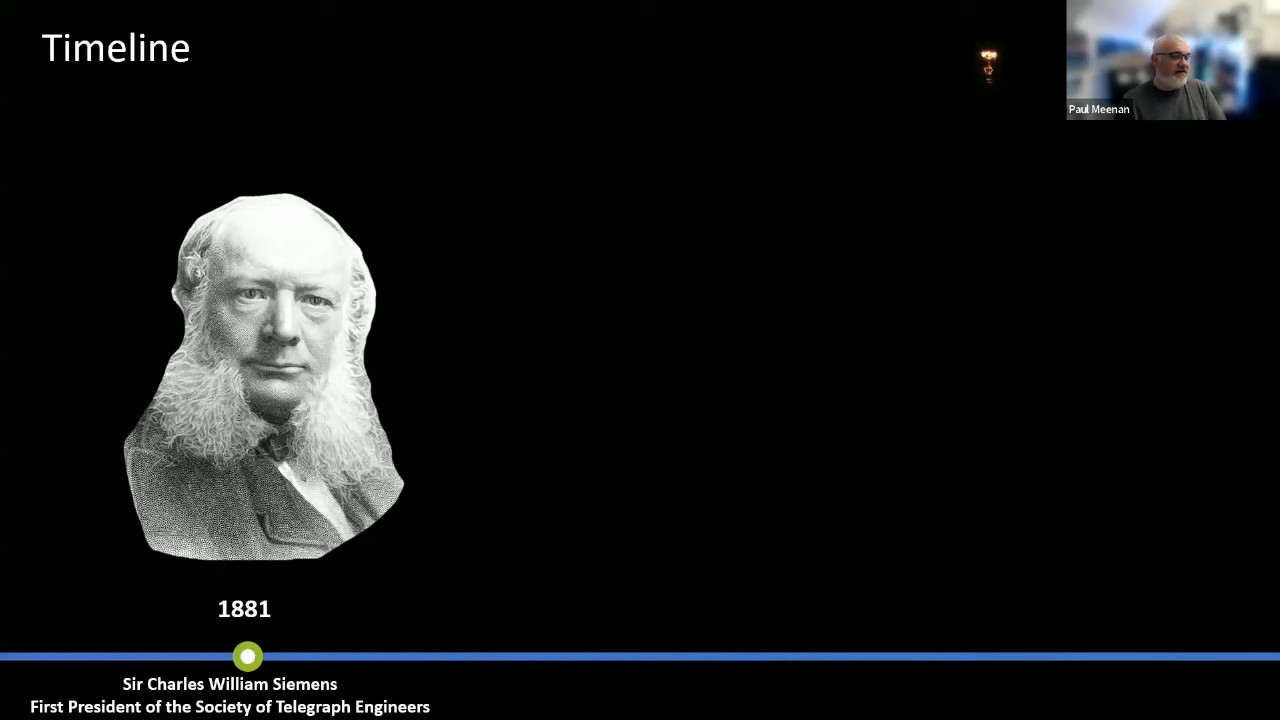 Timeline
Paul Meenan
1881
Sir Charles William Siemens
First President of the Society of Telegraph Engineers